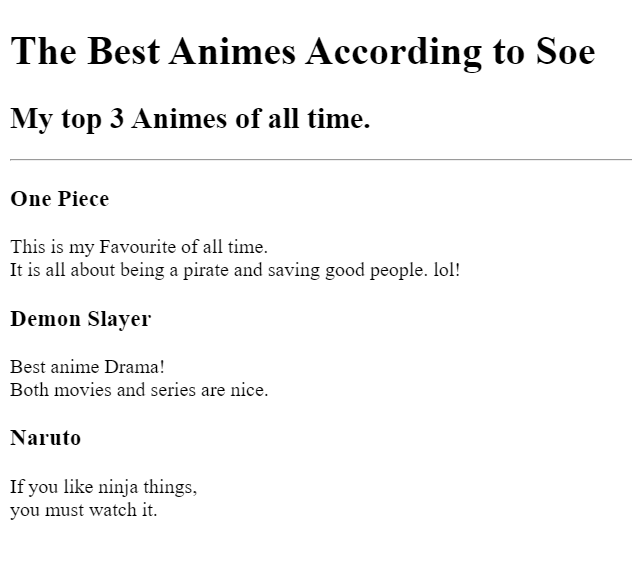 The Best Animes According to Soe
My top 3 Animes of all time.
One Piece
This is my Favourite of all time.
It is all about being a pirate and saving good people. lol!
Demon Slayer
Best anime Drama!
Both movies and series are nice.
Naruto
If you like ninja things,
you must watch it.